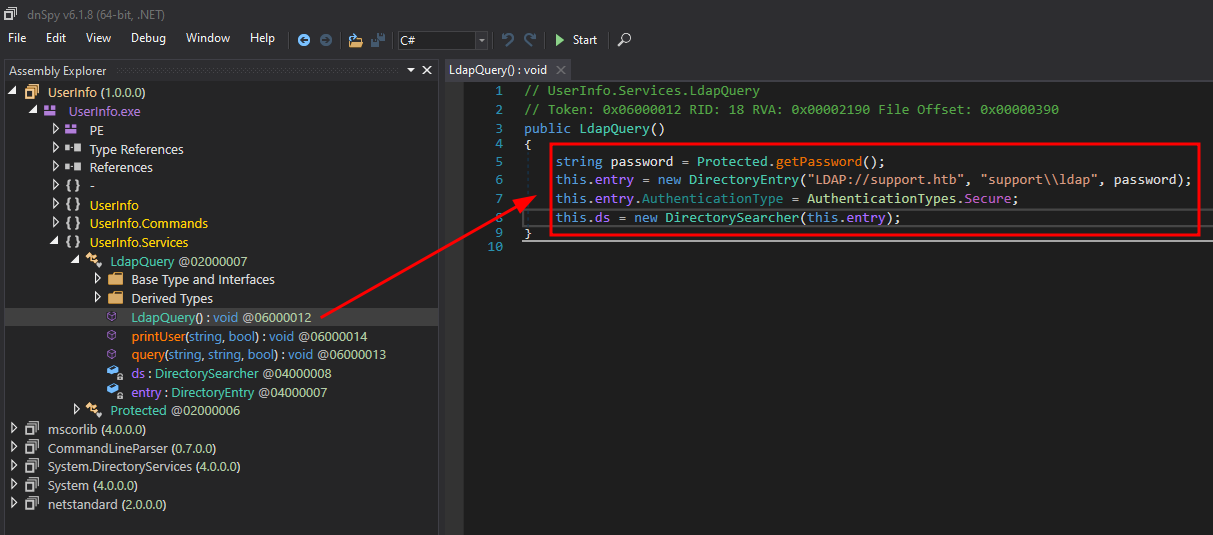 dnSpy v6.1.8 (64-bit, .NET)
File Edit View Debug Window Help C# Start
Assembly Explorer
UserInfo (1.0.0.0)
UserInfo.exe
PE
Type References
References
{ } -
{ } UserInfo
{ } UserInfo.Commands
{ } UserInfo.Services
LdapQuery @02000007
Base Type and Interfaces
Derived Types
LdapQuery() : void @06000012
printUser(string, bool) : void @06000014
query(string, string, bool) : void @06000013
ds : DirectorySearcher @04000008
entry : DirectoryEntry @04000007
Protected @02000006
mscorlib (4.0.0.0)
CommandLineParser (0.7.0.0)
System.DirectoryServices (4.0.0.0)
System (4.0.0.0)
netstandard (2.0.0.0)
LdapQuery() : void
1 // UserInfo.Services.LdapQuery
2 // Token: 0x06000012 RID: 18 RVA: 0x00002190 File Offset: 0x00000390
3 public LdapQuery()
4 {
5 string password = Protected.getPassword();
6 this.entry = new DirectoryEntry("LDAP://support.htb", "support\\ldap", password);
7 this.entry.AuthenticationType = AuthenticationTypes.Secure;
8 this.ds = new DirectorySearcher(this.entry);
9 }
10